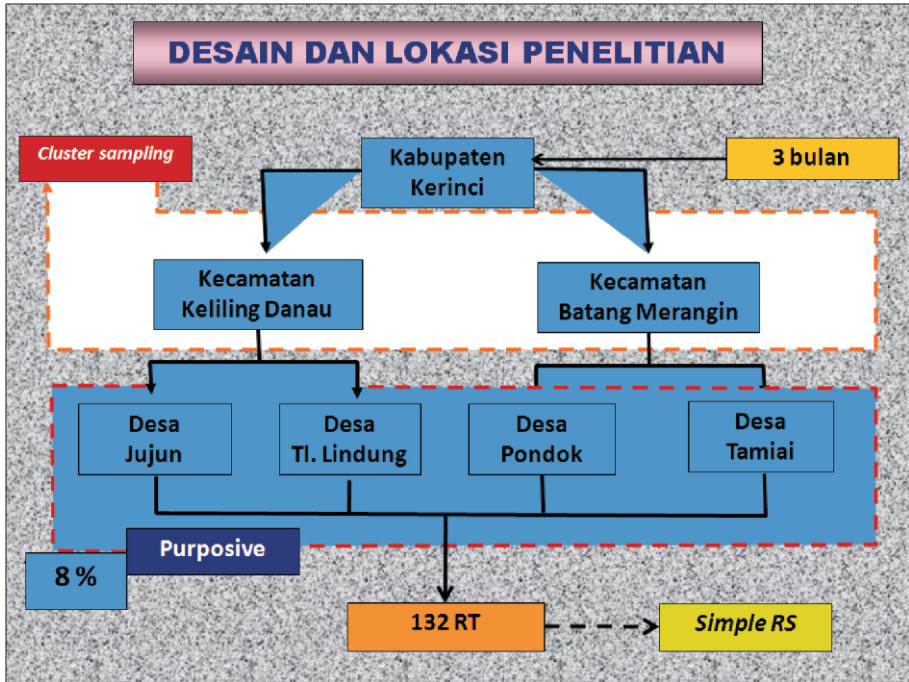 DESAIN DAN LOKASI PENELITIAN
Cluster sampling
Kabupaten
Kerinci
3 bulan
Kecamatan
Keliling Danau
Kecamatan
Batang Merangin
Desa
Jujun
Desa
Tl. Lindung
Desa
Pondok
Desa
Tamiai
Purposive
8 %
132 RT
Simple RS